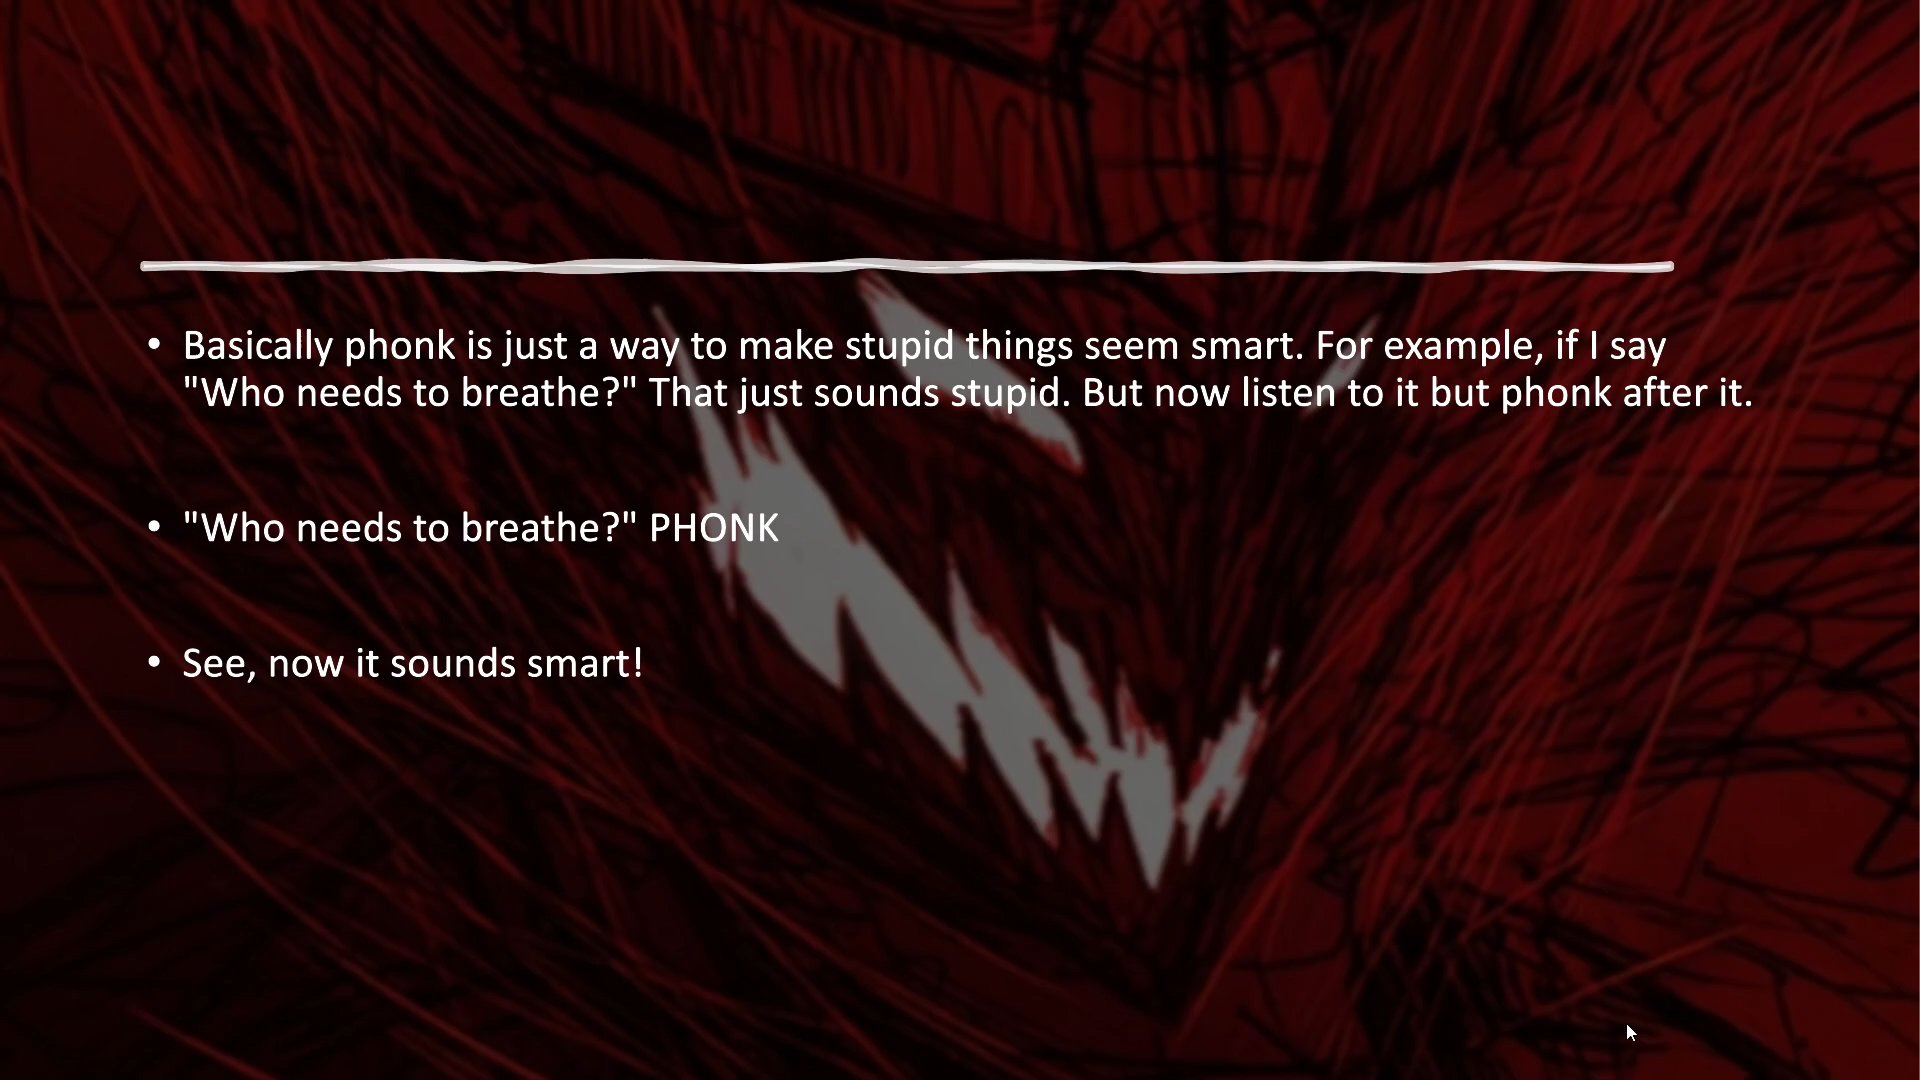 • Basically phonk is just a way to make stupid things seem smart. For example, if I say
"Who needs to breathe?" That just sounds stupid. But now listen to it but phonk after it.
• "Who needs to breathe?" PHONK
• See, now it sounds smart!